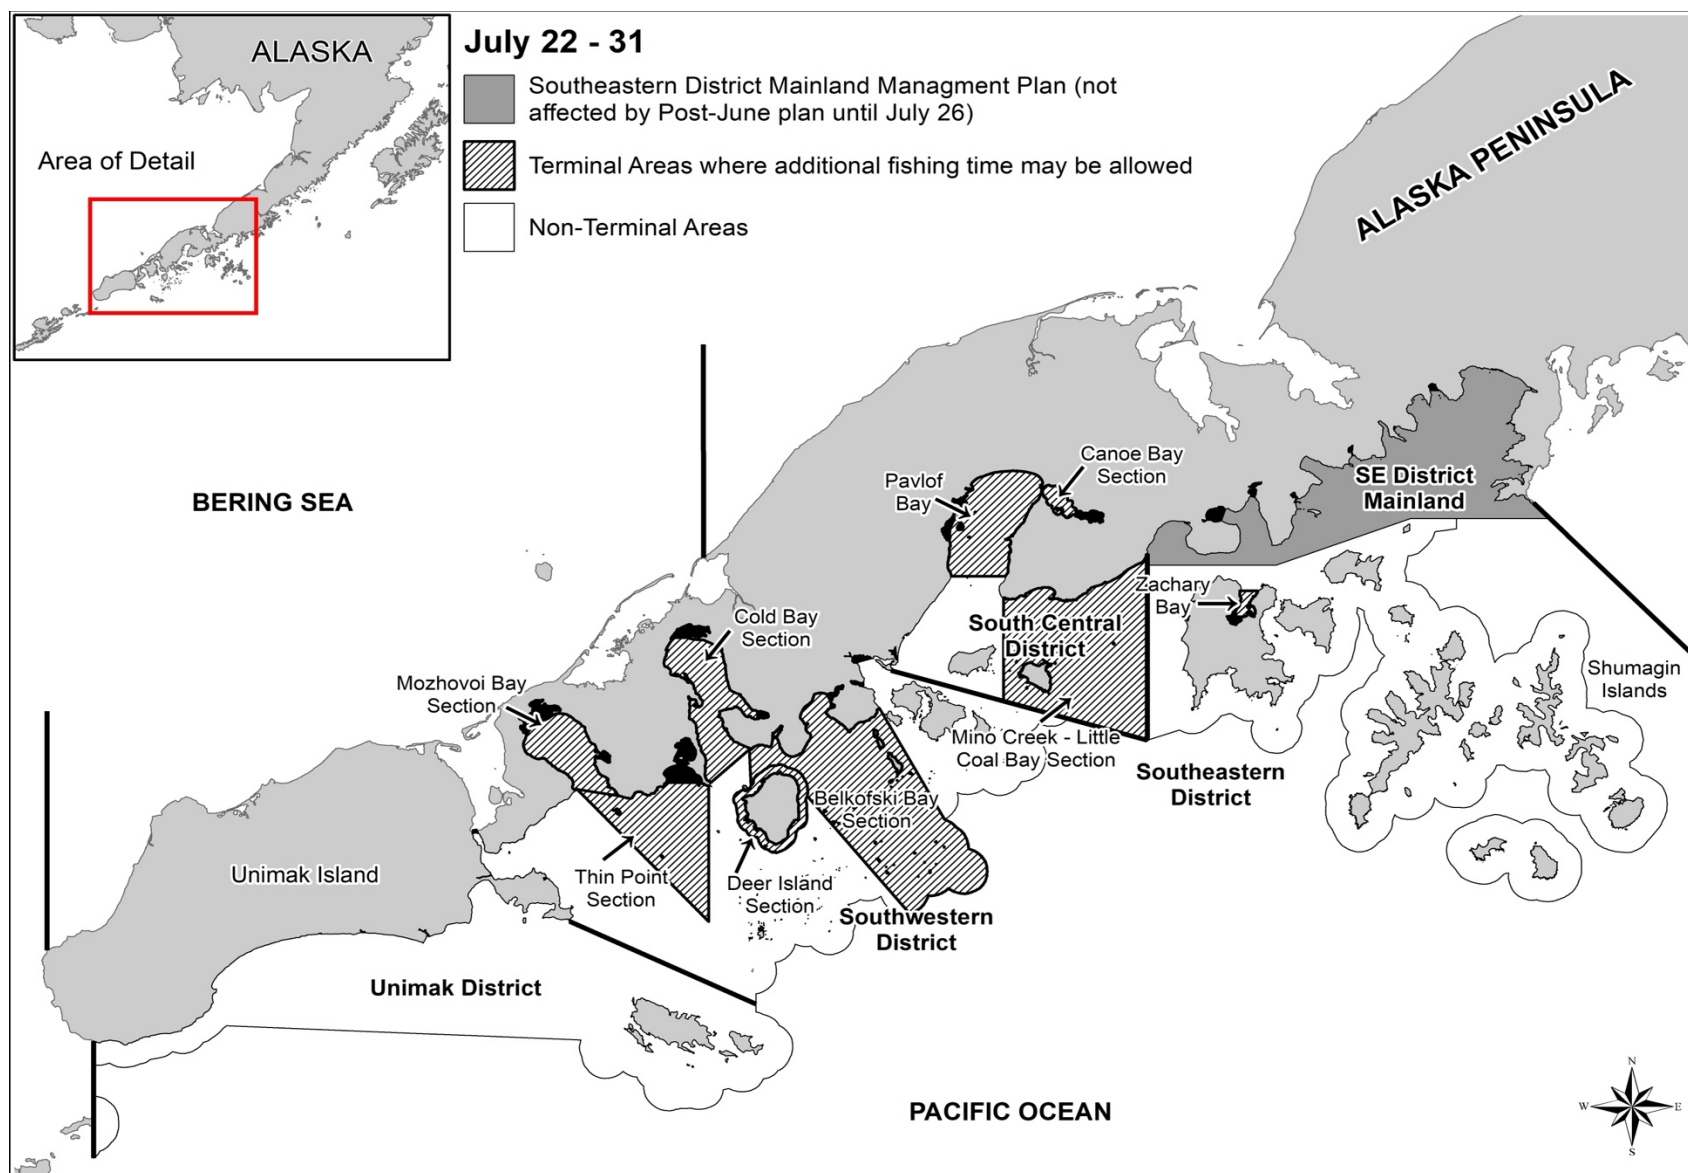 ALASKA
Area of Detail
July 22 - 31
Southeastern District Mainland Managment Plan (not
affected by Post-June plan until July 26)
Terminal Areas where additional fishing time may be allowed
Non-Terminal Areas
ALASKA PENINSULA
BERING SEA
Canoe Bay
Section
Pavlof
Bay
SE District
Mainland
Zachary
Bay
Cold Bay
Section
South Central
District
Shumagin
Islands
Mozhovoi Bay
Section
Mino Creek - Little
Coal Bay Section
Southeastern
District
Belkofski Bay
Section
Unimak Island
Thin Point
Section
Deer Island
Section
Southwestern
District
Unimak District
PACIFIC OCEAN
N
W
E
S